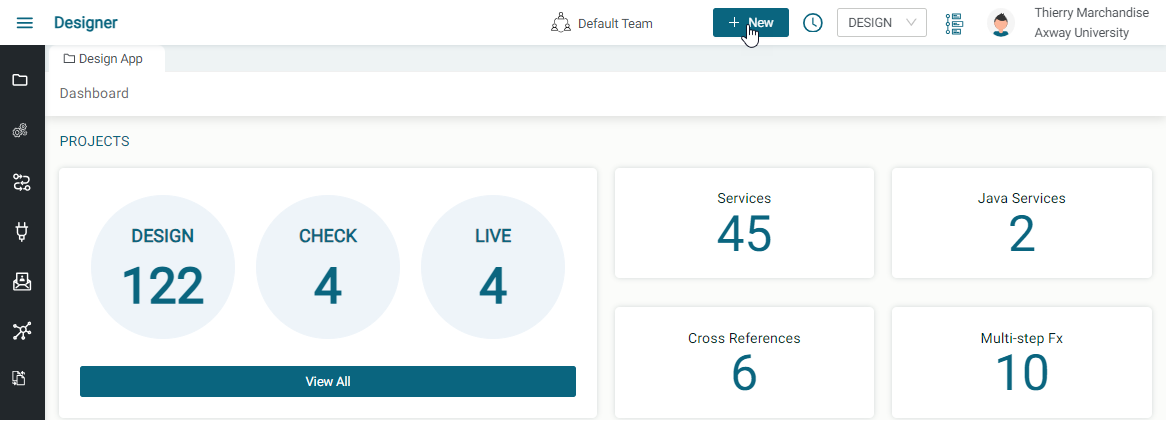 Designer
Default Team
+ New
DESIGN
Thierry Marchandise
Axway University
Design App
Dashboard
PROJECTS
DESIGN
122
CHECK
4
LIVE
4
View All
Services
45
Java Services
2
Cross References
6
Multi-step Fx
10